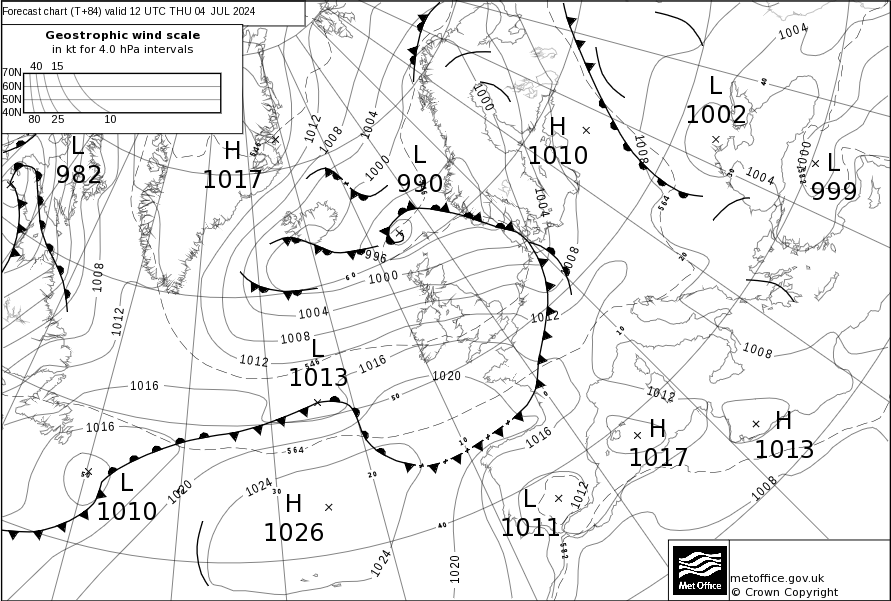 Forecast chart (T+84) valid 12 UTC THU 04 JUL 2024
Geostrophic wind scale
in kt for 4.0 hPa intervals
40 15
70N
60N
50N
40N
80 25 10
L
982
H
1017
L
990
H
1010
L
1002
L
999
1004
1000
1012
1008
1004
1000
1008
1000
1004
1004
1008
1012
996
1000
1004
1008
1012
1012
1008
564
546
L
1013
1016
1016
1020
1012
H
1017
H
1013
1016
564
1016
1020
1024
L
1010
H
1026
L
1011
1012
1008
1024
1020
582
60
50
40
30
20
10
10
20
40
metoffice.gov.uk
© Crown Copyright
Met Office